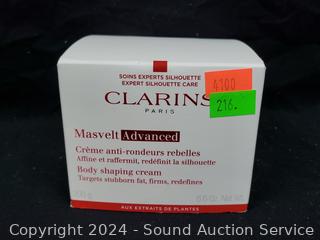 SOINS EXPERTS SILHOUETTE
EXPERT SILHOUETTE CARE
CLARINS
PARIS
4100
216.
Masvelt Advanced
Crème anti-rondeurs rebelles
Affine et raffermit, redéfinit la silhouette
Body shaping cream
Targets stubborn fat, firms, redefines
AUX EXTRAITS DE PLANTES
Copyright 2024 - Sound Auction Service